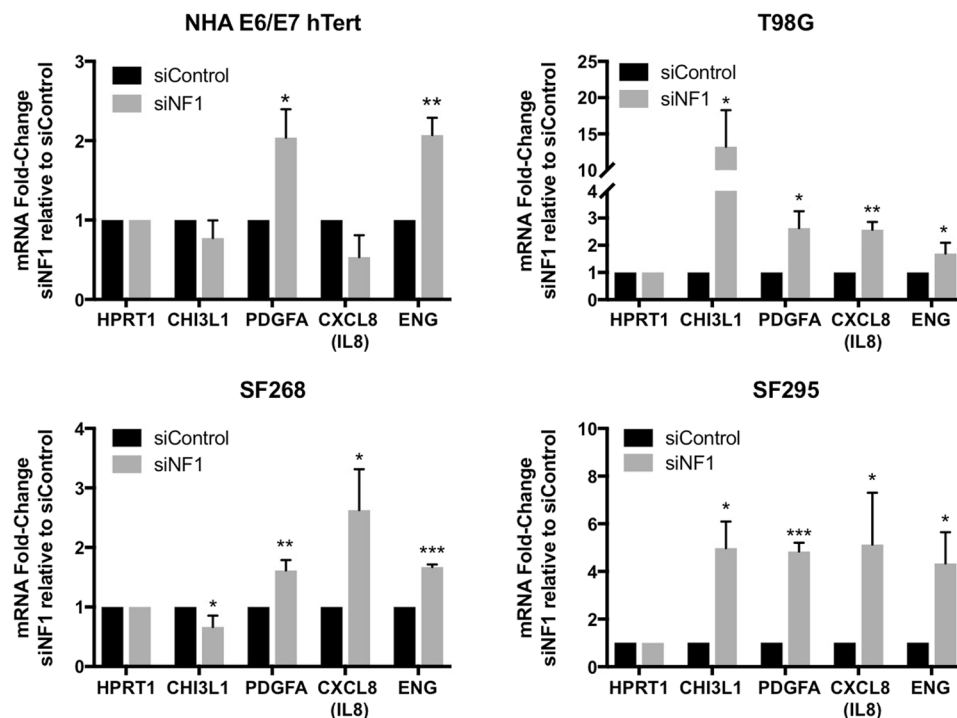 NHA E6/E7 hTert
mRNA Fold-Change
siNF1 relative to siControl
3
2
1
0
siControl
siNF1
*
**
HPRT1 CHI3L1 PDGFA CXCL8 ENG
(IL8)
T98G
mRNA Fold-Change
siNF1 relative to siControl
25
20
15
10
4
3
2
1
0
siControl
siNF1
*
*
**
*
HPRT1 CHI3L1 PDGFA CXCL8 ENG
(IL8)
SF268
mRNA Fold-Change
siNF1 relative to siControl
4
3
2
1
0
siControl
siNF1
*
**
*
***
HPRT1 CHI3L1 PDGFA CXCL8 ENG
(IL8)
SF295
mRNA Fold-Change
siNF1 relative to siControl
10
8
6
4
2
0
siControl
siNF1
*
***
*
*
HPRT1 CHI3L1 PDGFA CXCL8 ENG
(IL8)